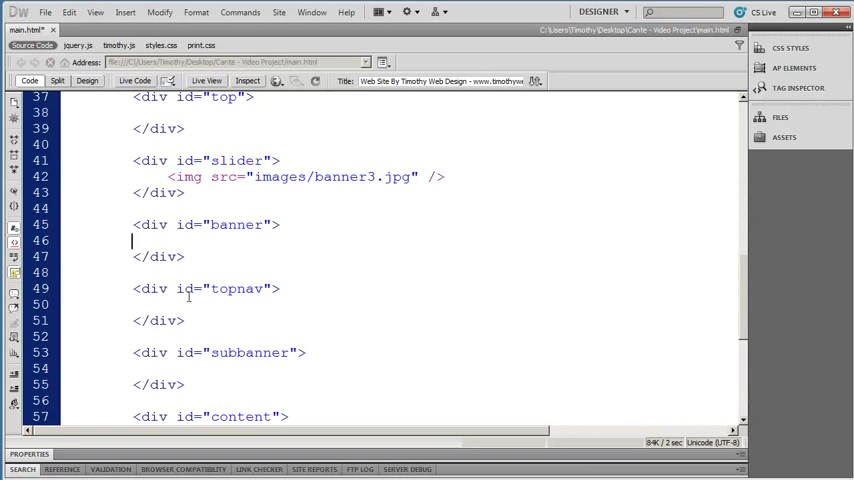 DW File Edit View Insert Modify Format Commands Site Window Help DESIGNER CS Live
main.html* C:\Users\Timothy\Desktop\Cante - Video Project\main.html
Source Code jquery.js timothy.js styles.css print.css
Address: file:///C|/Users/Timothy/Desktop/Cante - Video Project/main.html
Code Split Design Live Code Live View Inspect Title: Web Site By Timothy Web Design - www.timothywe
37 <div id="top">
38
39 </div>
40
41 <div id="slider">
42 <img src="images/banner3.jpg" />
43 </div>
44
45 <div id="banner">
46
47 </div>
48
49 <div id="topnav">
50
51 </div>
52
53 <div id="subbanner">
54
55 </div>
56
57 <div id="content">
84K / 2 sec Unicode (UTF-8)
PROPERTIES
SEARCH REFERENCE VALIDATION BROWSER COMPATIBILITY LINK CHECKER SITE REPORTS FTP LOG SERVER DEBUG
CSS STYLES
AP ELEMENTS
TAG INSPECTOR
FILES
ASSETS